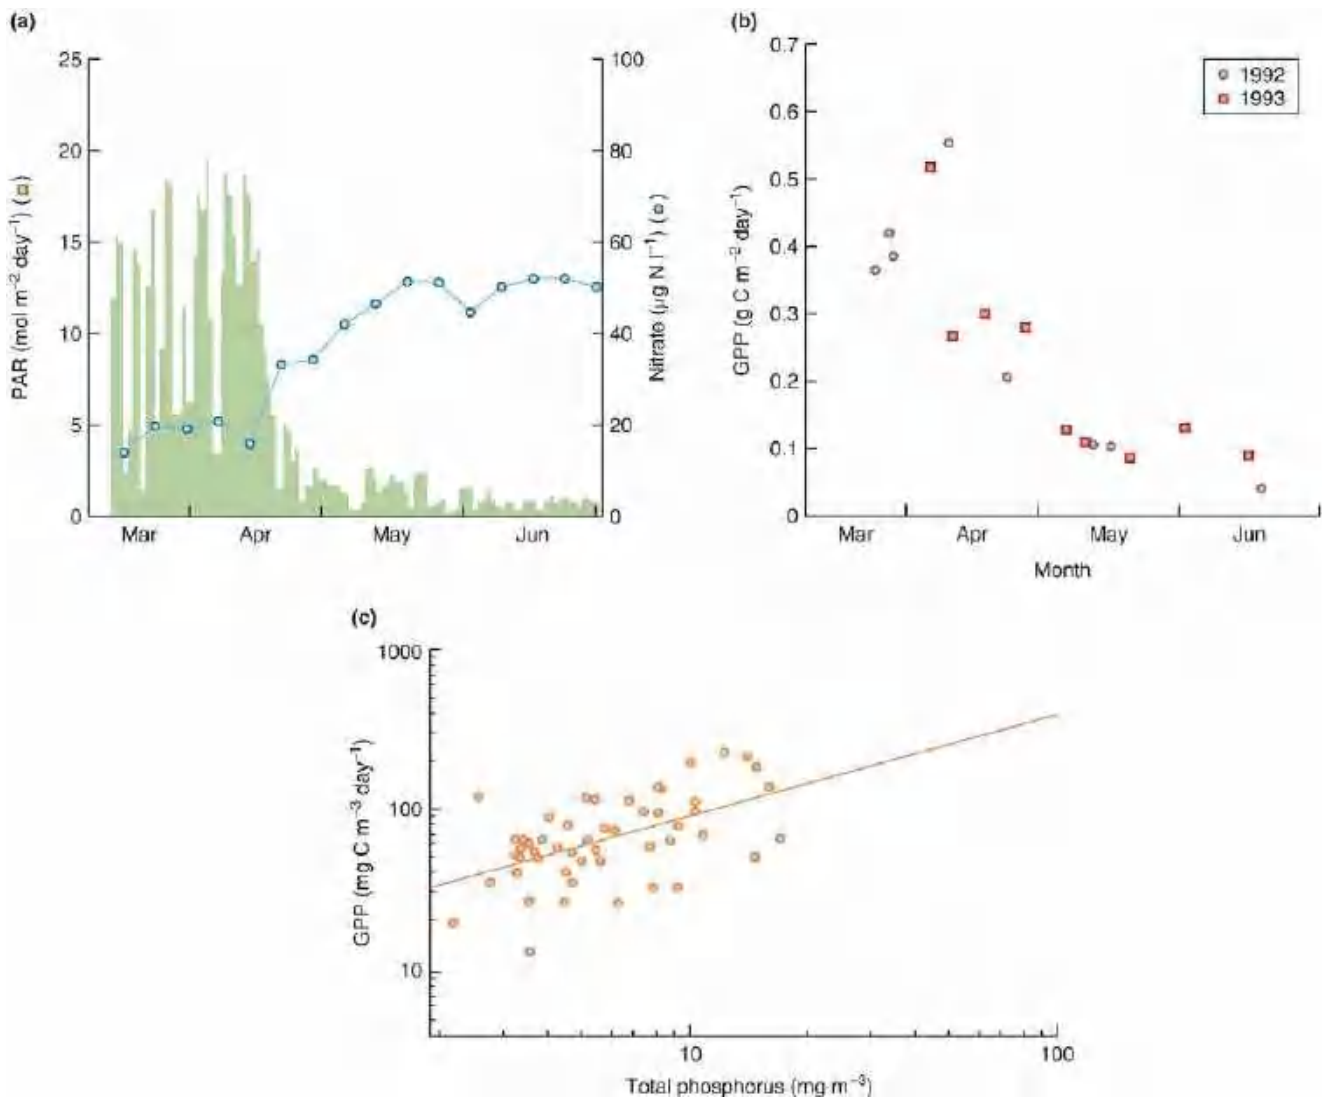 (a)
25
20
15
10
5
0
PAR (mol m⁻² day⁻¹) ( )
100
80
60
40
20
0
Nitrate (µg N l⁻¹) ( )
Mar Apr May Jun
(b)
0.7
0.6
0.5
0.4
0.3
0.2
0.1
0
GPP (g C m⁻² day⁻¹)
1992
1993
Mar Apr May Jun
Month
(c)
1000
100
10
GPP (mg C m⁻³ day⁻¹)
10 100
Total phosphorus (mg m⁻³)